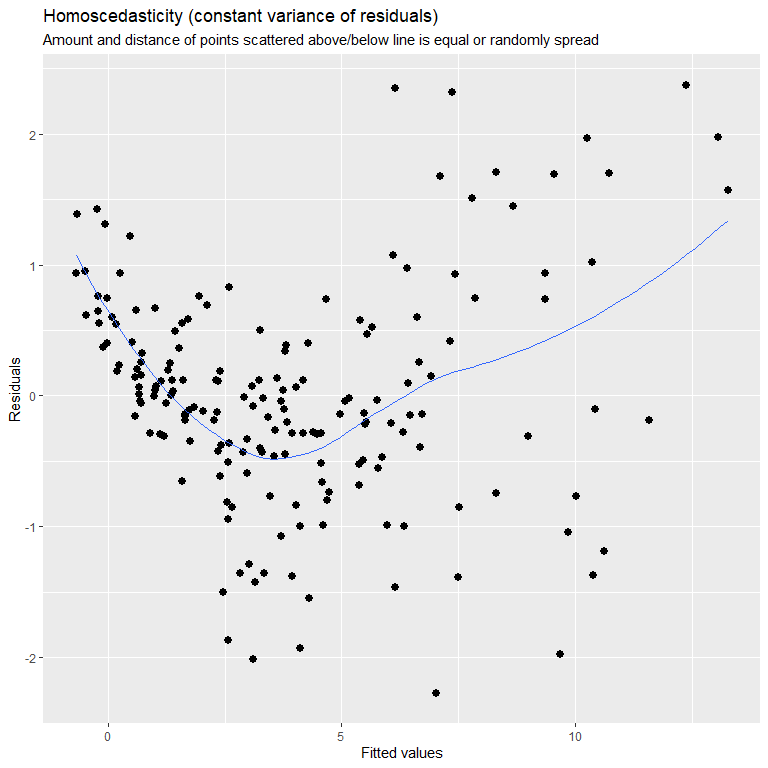 Homoscedasticity (constant variance of residuals)
Amount and distance of points scattered above/below line is equal or randomly spread
2
1
0
-1
-2
Residuals
0
5
10
Fitted values